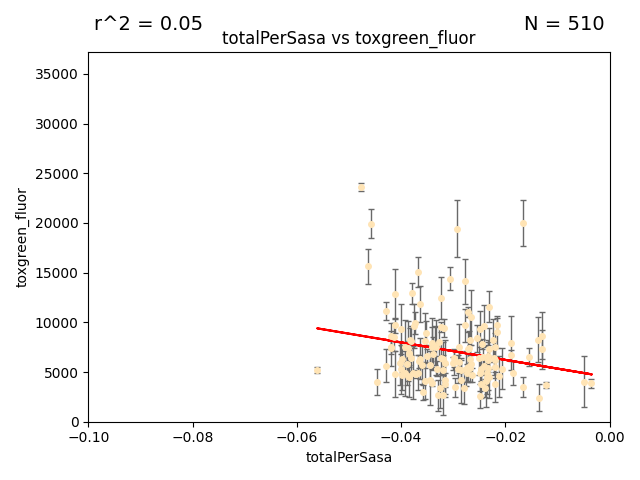 r^2 = 0.05
N = 510
totalPerSasa vs toxgreen_fluor
35000
30000
25000
20000
15000
10000
5000
0
toxgreen_fluor
−0.10
−0.08
−0.06
−0.04
−0.02
0.00
totalPerSasa